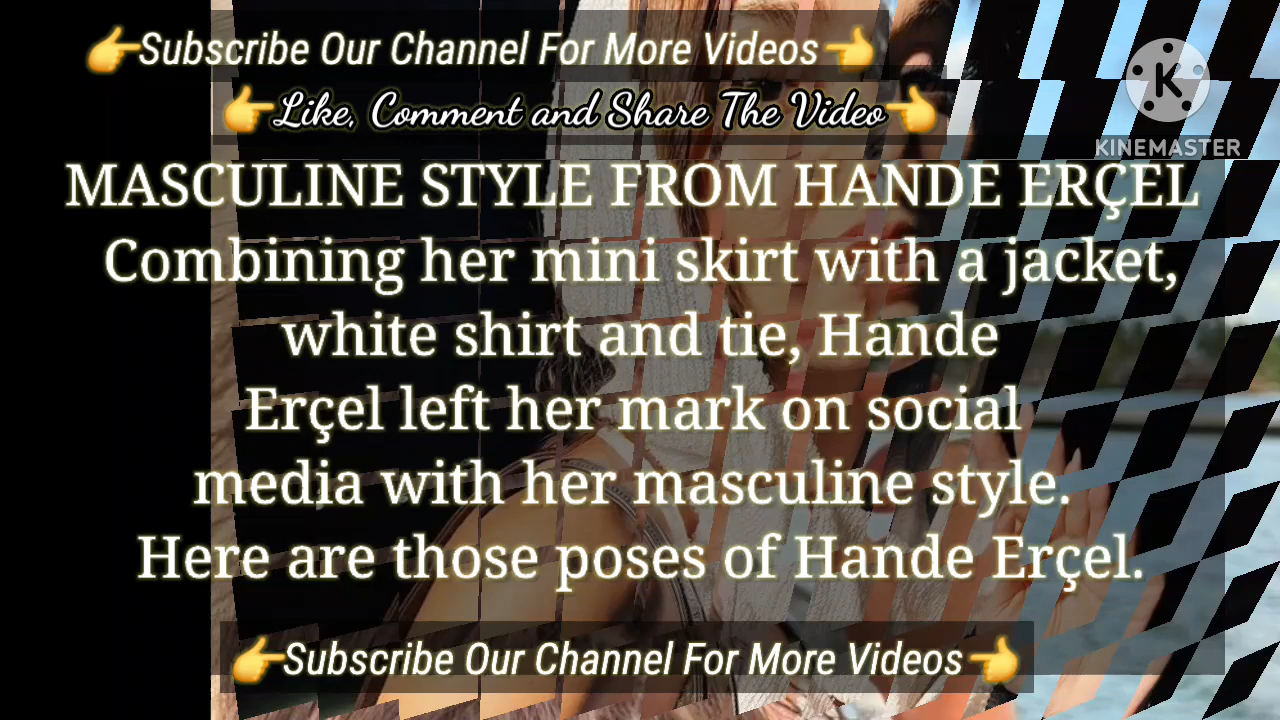 👉Subscribe Our Channel For More Videos👈
👉Like, Comment and Share The Video👈
K
KINEMASTER
MASCULINE STYLE FROM HANDE ERÇEL
Combining her mini skirt with a jacket,
white shirt and tie, Hande
Erçel left her mark on social
media with her masculine style.
Here are those poses of Hande Erçel.
👉Subscribe Our Channel For More Videos👈